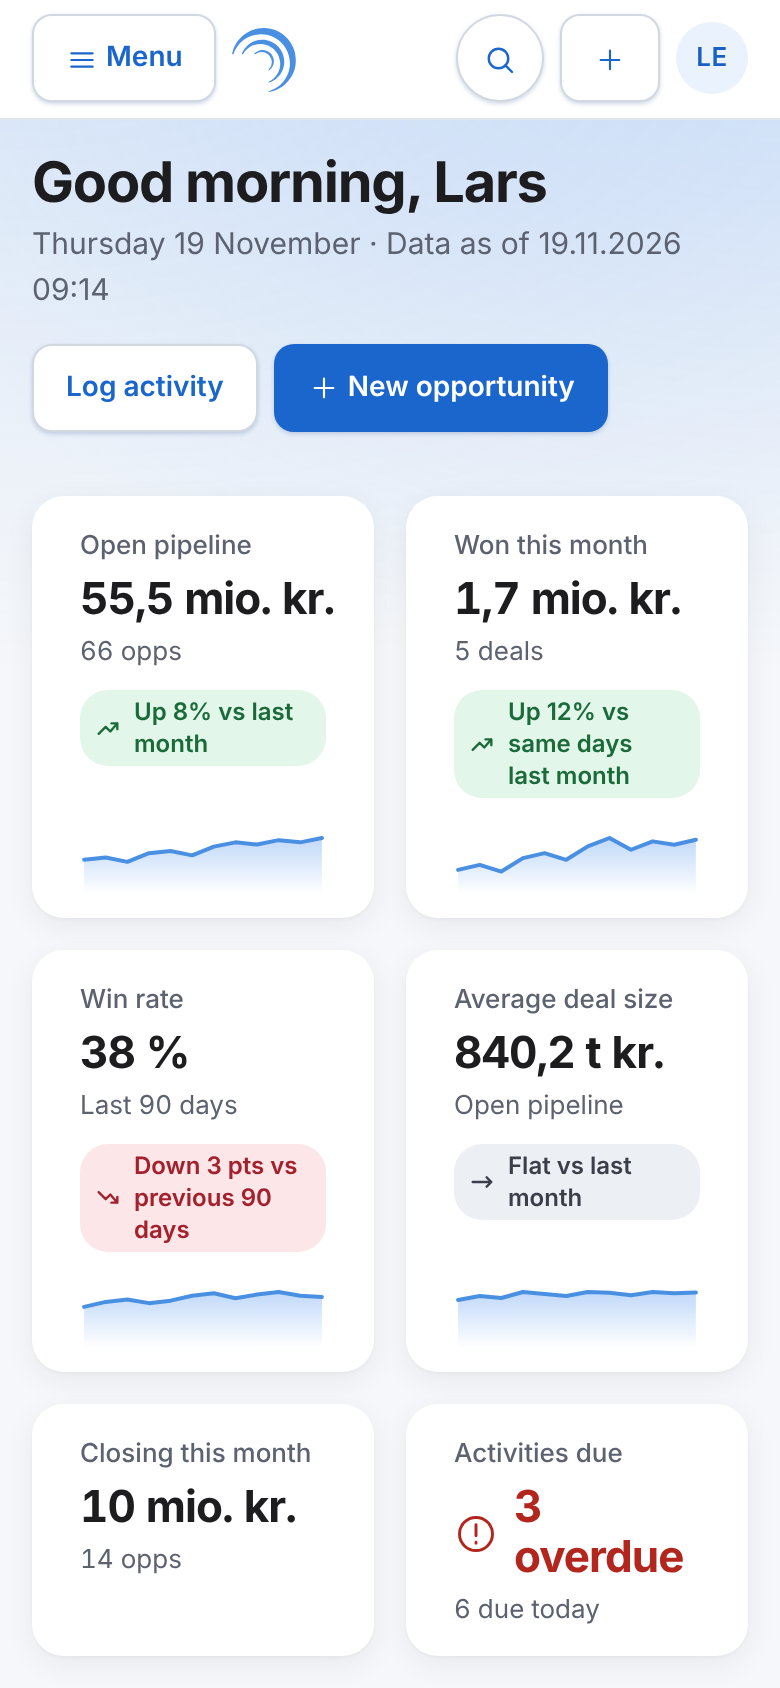 Menu
LE
Good morning, Lars
Thursday 19 November · Data as of 19.11.2026
09:14
Log activity
New opportunity
Open pipeline
55,5 mio. kr.
66 opps
Up 8% vs last
month
Won this month
1,7 mio. kr.
5 deals
Up 12% vs
same days
last month
Win rate
38 %
Last 90 days
Down 3 pts vs
previous 90
days
Average deal size
840,2 t kr.
Open pipeline
Flat vs last
month
Closing this month
10 mio. kr.
14 opps
Activities due
3
overdue
6 due today